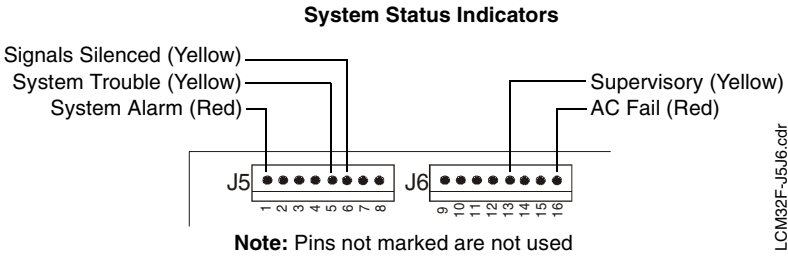 System Status Indicators
Signals Silenced (Yellow)
System Trouble (Yellow)
System Alarm (Red)
Supervisory (Yellow)
AC Fail (Red)
J5
1 2 3 4 5 6 7 8
J6
9 10 11 12 13 14 15 16
Note: Pins not marked are not used
LCM32F-J5J6.cdr